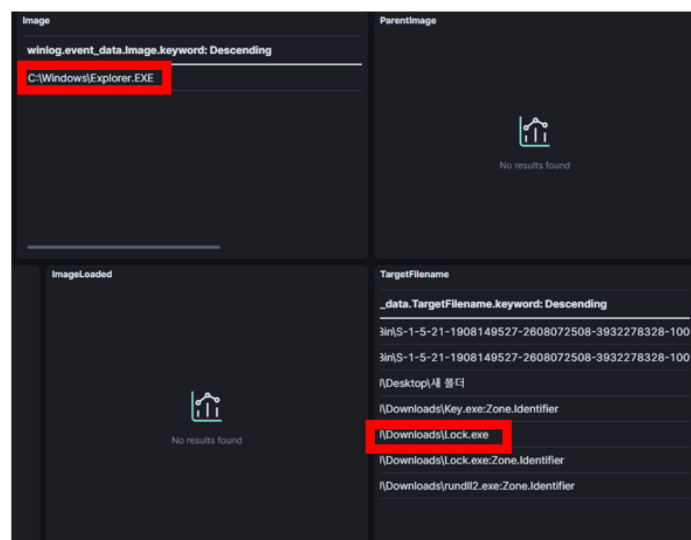 Image
winlog.event_data.Image.keyword: Descending
C:\Windows\Explorer.EXE
ParentImage
No results found
ImageLoaded
No results found
TargetFilename
_data.TargetFilename.keyword: Descending
Bin\S-1-5-21-1908149527-2608072508-3932278328-100
Bin\S-1-5-21-1908149527-2608072508-3932278328-100
\Desktop\새 폴더
\Downloads\Key.exe:Zone.Identifier
\Downloads\Lock.exe
\Downloads\Lock.exe:Zone.Identifier
\Downloads\rundll2.exe:Zone.Identifier